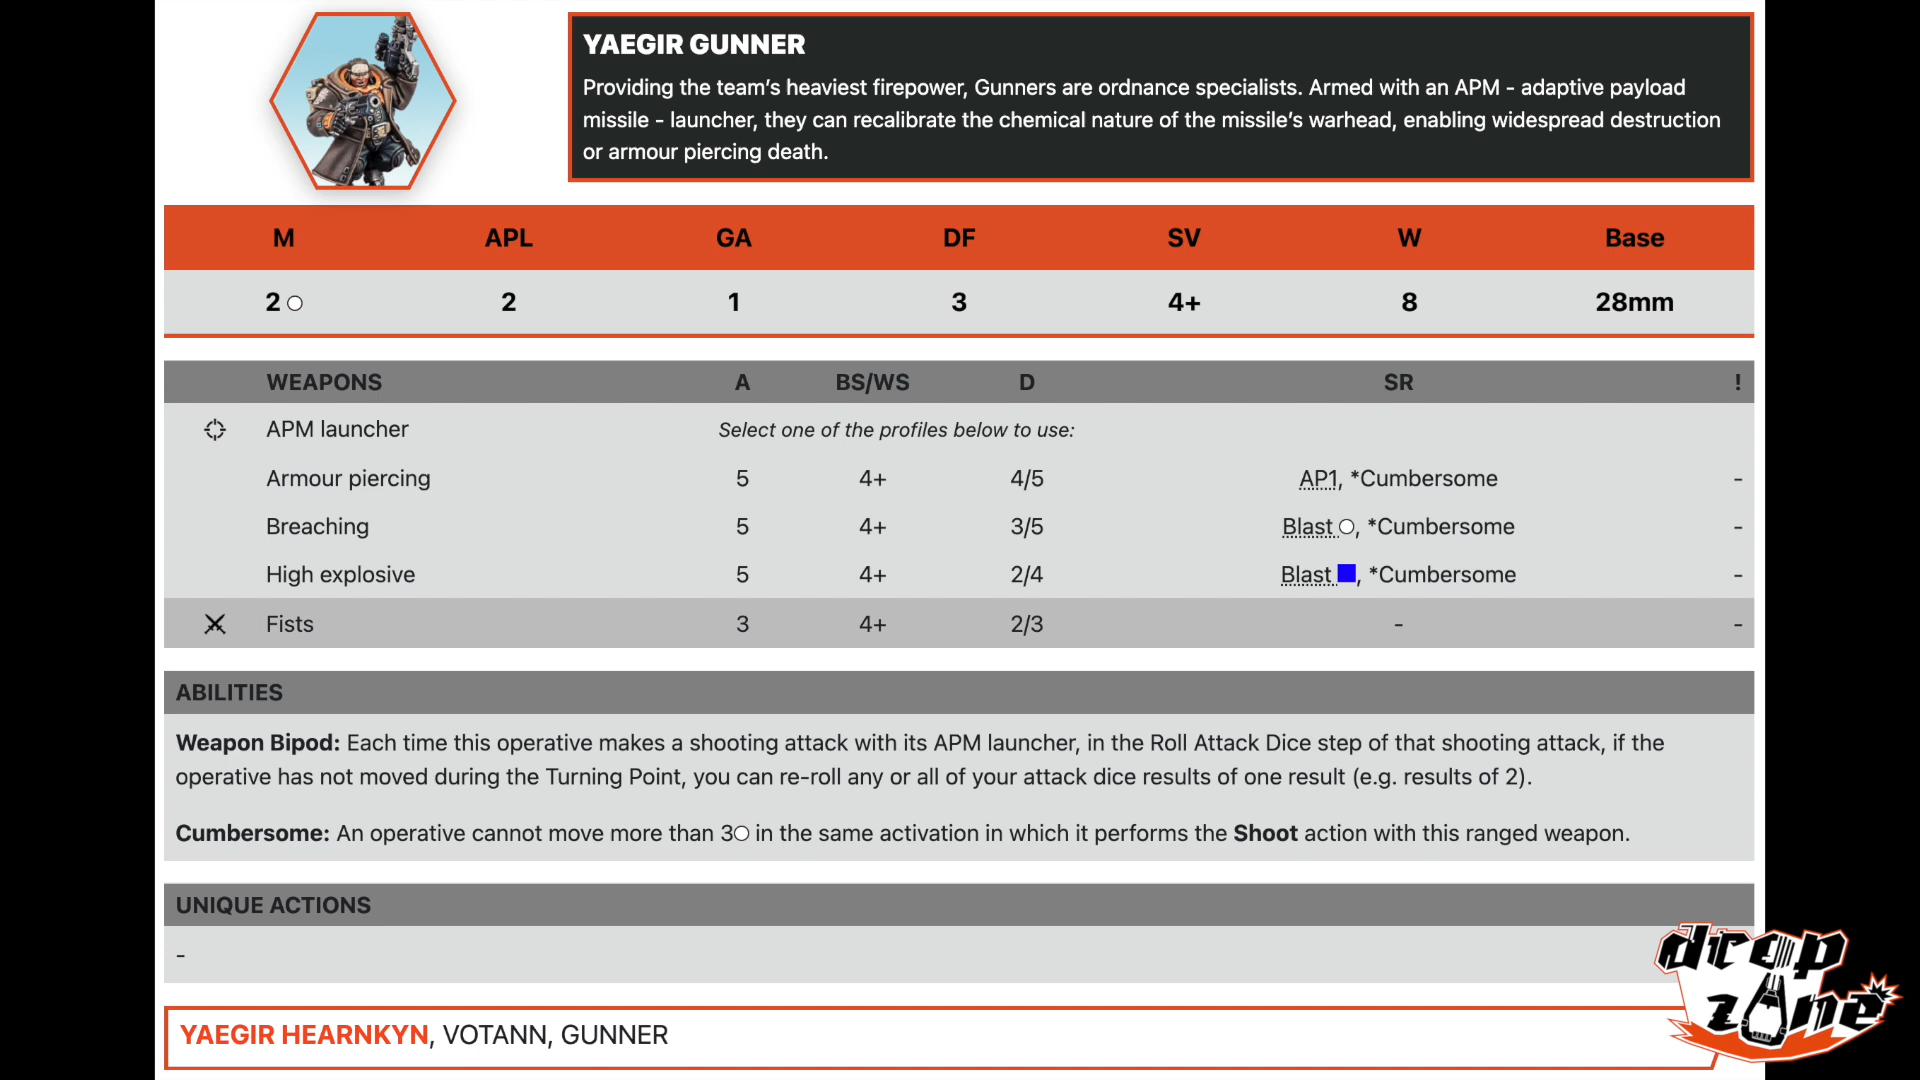 YAEGIR GUNNER
Providing the team's heaviest firepower, Gunners are ordnance specialists. Armed with an APM - adaptive payload
missile - launcher, they can recalibrate the chemical nature of the missile's warhead, enabling widespread destruction
or armour piercing death.
M APL GA DF SV W Base
2○ 2 1 3 4+ 8 28mm
WEAPONS A BS/WS D SR !
APM launcher Select one of the profiles below to use:
Armour piercing 5 4+ 4/5 AP1, *Cumbersome -
Breaching 5 4+ 3/5 Blast ○, *Cumbersome -
High explosive 5 4+ 2/4 Blast ■, *Cumbersome -
Fists 3 4+ 2/3 - -
ABILITIES
Weapon Bipod: Each time this operative makes a shooting attack with its APM launcher, in the Roll Attack Dice step of that shooting attack, if the
operative has not moved during the Turning Point, you can re-roll any or all of your attack dice results of one result (e.g. results of 2).
Cumbersome: An operative cannot move more than 3○ in the same activation in which it performs the Shoot action with this ranged weapon.
UNIQUE ACTIONS
-
YAEGIR HEARNKYN, VOTANN, GUNNER
drop
zone